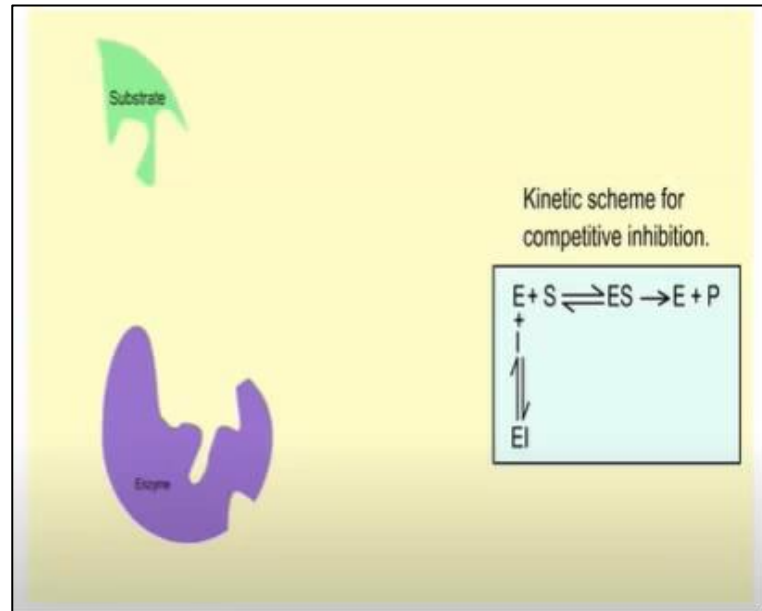 Substrate
Kinetic scheme for
competitive inhibition.
E + S ⇌ ES → E + P
+
I
⇌
EI
Enzyme